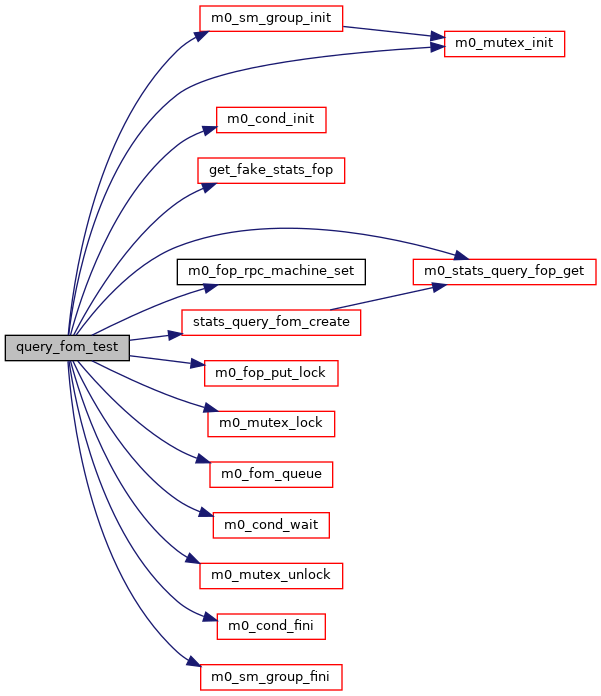 m0_sm_group_init
m0_mutex_init
m0_cond_init
get_fake_stats_fop
m0_fop_rpc_machine_set
m0_stats_query_fop_get
stats_query_fom_create
query_fom_test
m0_fop_put_lock
m0_mutex_lock
m0_fom_queue
m0_cond_wait
m0_mutex_unlock
m0_cond_fini
m0_sm_group_fini